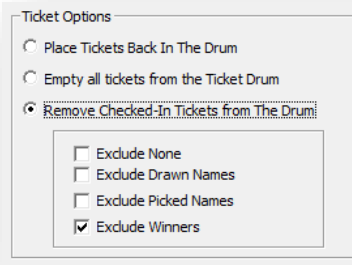 Ticket Options
Place Tickets Back In The Drum
Empty all tickets from the Ticket Drum
Remove Checked-In Tickets from The Drum
Exclude None
Exclude Drawn Names
Exclude Picked Names
Exclude Winners